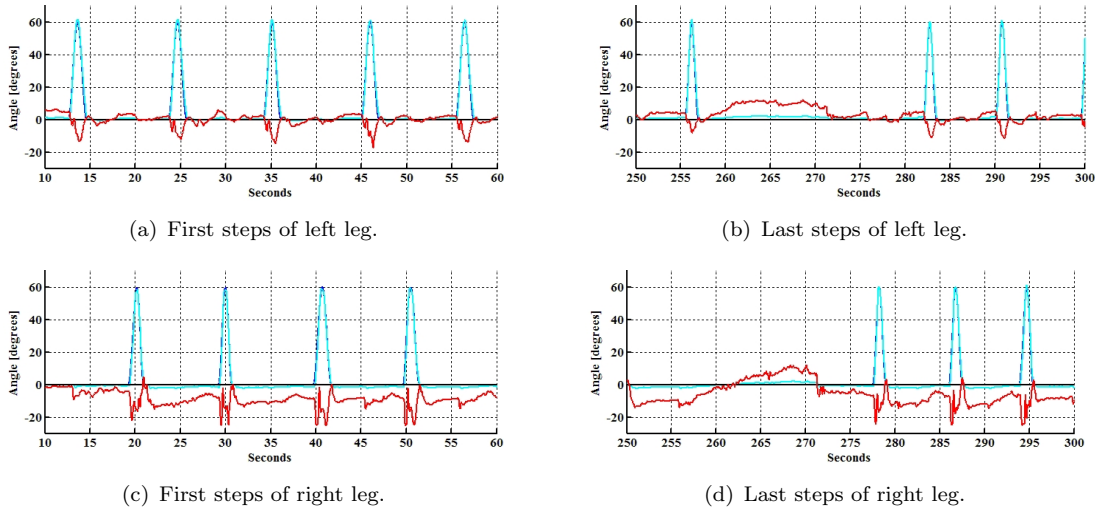 Angle [degrees]
60
40
20
0
-20
10 15 20 25 30 35 40 45 50 55 60
Seconds
(a) First steps of left leg.
Angle [degrees]
60
40
20
0
-20
250 255 260 265 270 275 280 285 290 295 300
Seconds
(b) Last steps of left leg.
Angle [degrees]
60
40
20
0
-20
10 15 20 25 30 35 40 45 50 55 60
Seconds
(c) First steps of right leg.
Angle [degrees]
60
40
20
0
-20
250 255 260 265 270 275 280 285 290 295 300
Seconds
(d) Last steps of right leg.